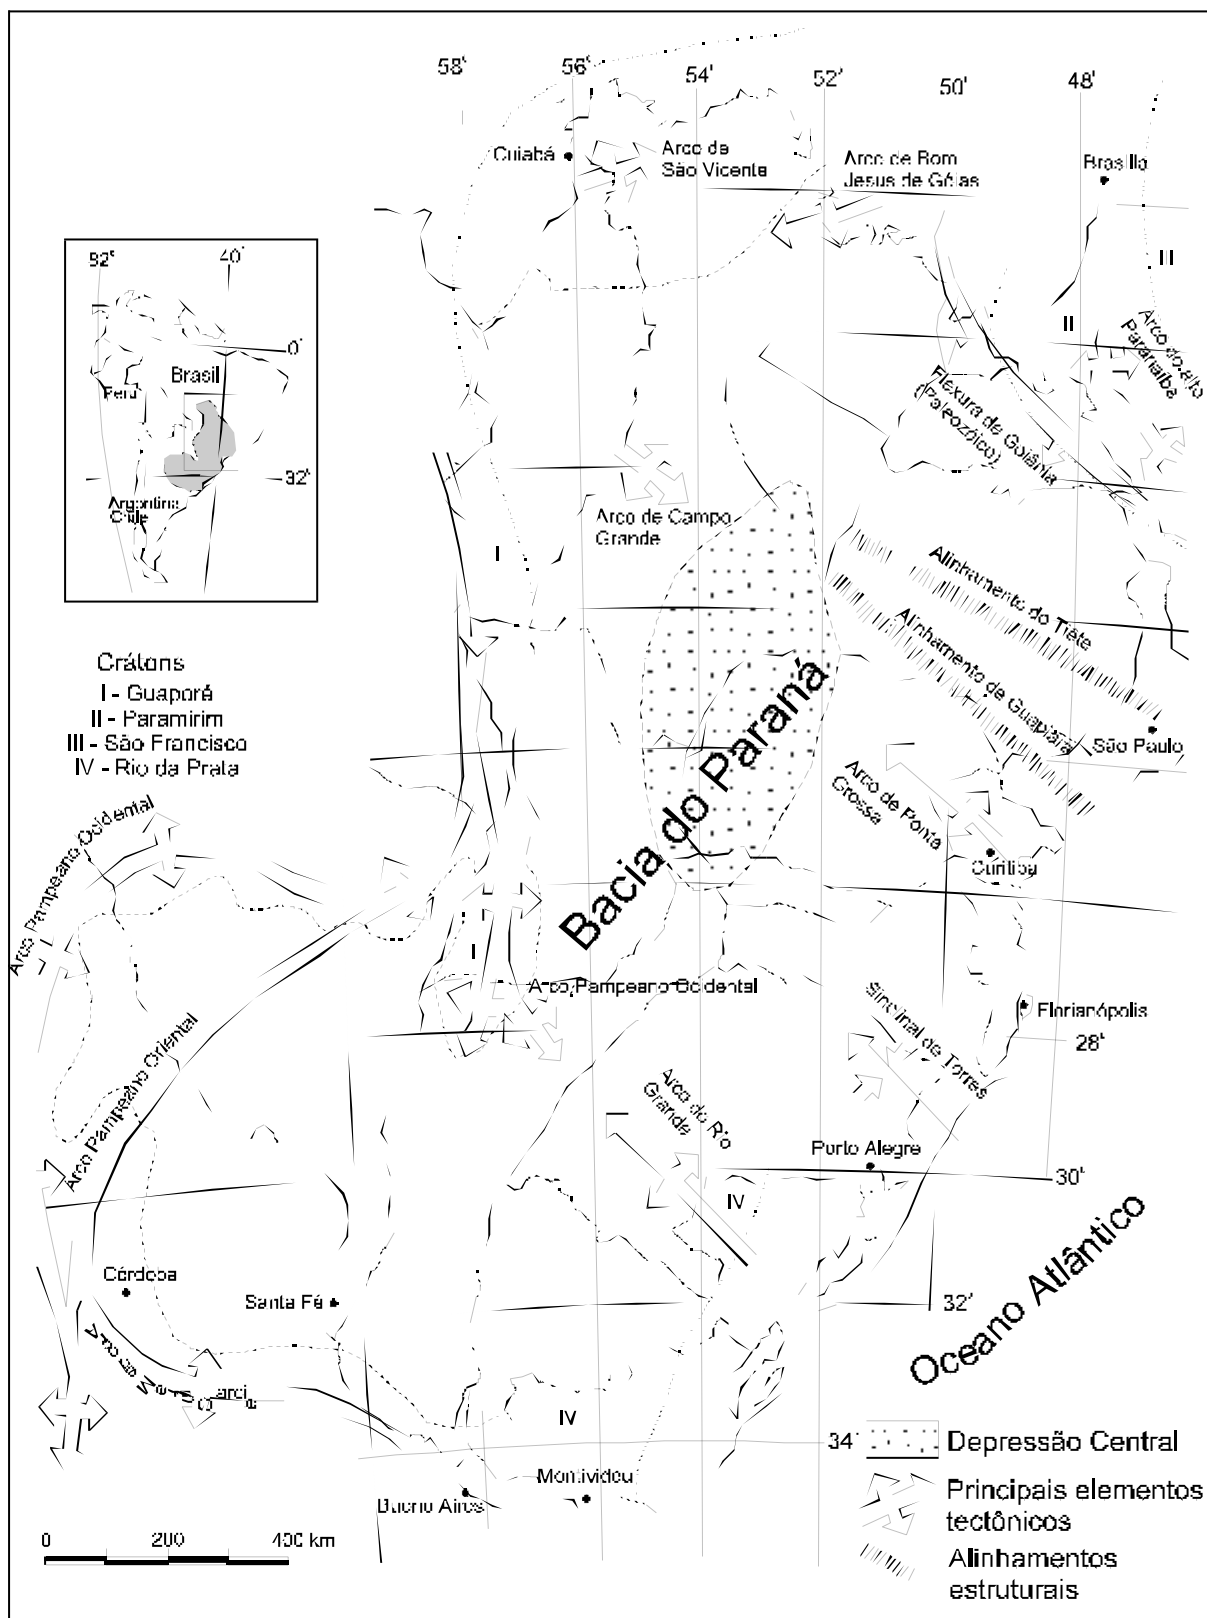 58°
56°
54°
52°
50°
48°
Cuiabá
Arco de
São Vicente
Arco de Bom
Jesus de Góias
Brasília
III
II
Arco do alto
Paranaíba
Flexura de Goiânia
(Paleozóico)
82°
40°
0°
Brasil
Peru
32°
Argentina
Chile
Arco de Campo
Grande
I
Alinhamento do Tiête
Alinhamento de Guapiara
São Paulo
Crátons
I - Guaporé
II - Paramirim
III - São Francisco
IV - Rio da Prata
Bacia do Paraná
Arco de Ponta
Grossa
Curitiba
Arco Pampeano Ocidental
I
Arco Pampeano Ocidental
Sinclinal de Torres
Florianópolis
28°
Arco Pampeano Oriental
Arco do Rio
Grande
Porto Alegre
IV
30°
Córdoba
Santa Fé
32°
Oceano Atlântico
IV
34°
Montivideu
Bueno Aires
Depressão Central
Principais elementos
tectônicos
Alinhamentos
estruturais
0 200 400 km